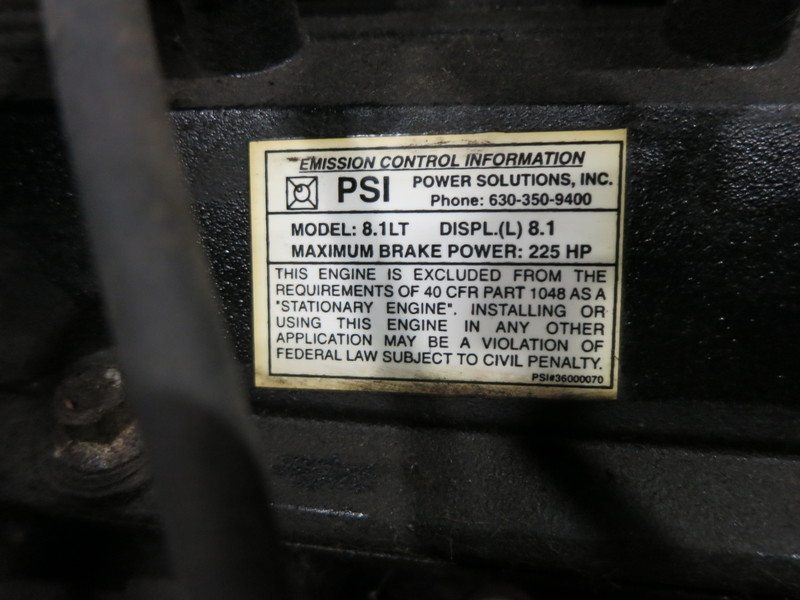 EMISSION CONTROL INFORMATION
PSI POWER SOLUTIONS, INC.
Phone: 630-350-9400
MODEL: 8.1LT DISPL.(L) 8.1
MAXIMUM BRAKE POWER: 225 HP
THIS ENGINE IS EXCLUDED FROM THE
REQUIREMENTS OF 40 CFR PART 1048 AS A
"STATIONARY ENGINE". INSTALLING OR
USING THIS ENGINE IN ANY OTHER
APPLICATION MAY BE A VIOLATION OF
FEDERAL LAW SUBJECT TO CIVIL PENALTY.
PSI#36000070